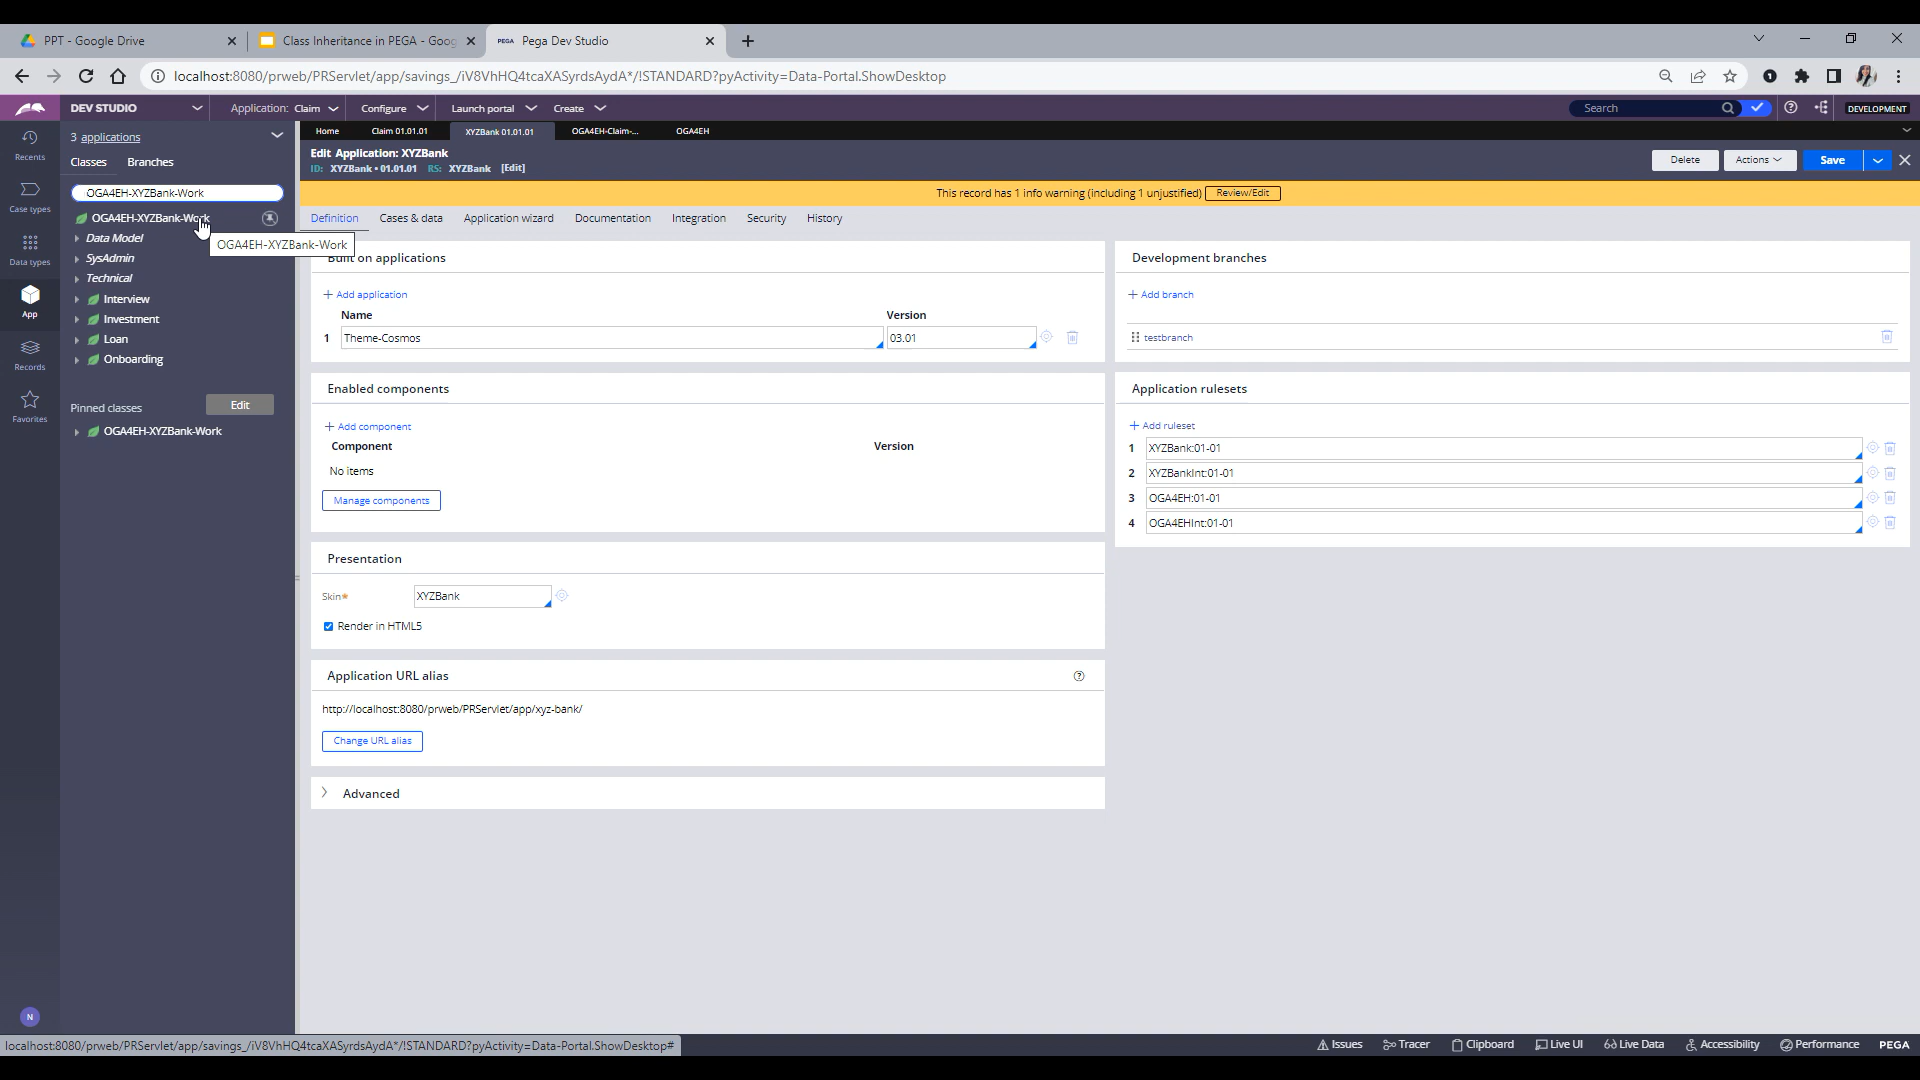 PPT - Google Drive
Class Inheritance in PEGA - Goog
PEGA Pega Dev Studio
localhost:8080/prweb/PRServlet/app/savings_/iV8VhHQ4tcaXASyrdsAydA*/!STANDARD?pyActivity=Data-Portal.ShowDesktop
DEV STUDIO
Application: Claim
Configure
Launch portal
Create
Search
DEVELOPMENT
Recents
Case types
Data types
App
Records
Favorites
N
3 applications
Classes
Branches
OGA4EH-XYZBank-Work
OGA4EH-XYZBank-Work
OGA4EH-XYZBank-Work
Data Model
SysAdmin
Technical
Interview
Investment
Loan
Onboarding
Pinned classes
Edit
OGA4EH-XYZBank-Work
Home
Claim 01.01.01
XYZBank 01.01.01
OGA4EH-Claim-...
OGA4EH
Edit Application: XYZBank
ID: XYZBank • 01.01.01 RS: XYZBank [Edit]
Delete
Actions
Save
This record has 1 info warning (including 1 unjustified) Review/Edit
Definition
Cases & data
Application wizard
Documentation
Integration
Security
History
Built on applications
+ Add application
Name
Version
1 Theme-Cosmos 03.01
Enabled components
+ Add component
Component
Version
No items
Manage components
Presentation
Skin★ XYZBank
Render in HTML5
Application URL alias
http://localhost:8080/prweb/PRServlet/app/xyz-bank/
Change URL alias
Advanced
Development branches
+ Add branch
testbranch
Application rulesets
+ Add ruleset
1 XYZBank:01-01
2 XYZBankInt:01-01
3 OGA4EH:01-01
4 OGA4EHInt:01-01
localhost:8080/prweb/PRServlet/app/savings_/iV8VhHQ4tcaXASyrdsAydA*/!STANDARD?pyActivity=Data-Portal.ShowDesktop#
Issues
Tracer
Clipboard
Live UI
Live Data
Accessibility
Performance
PEGA